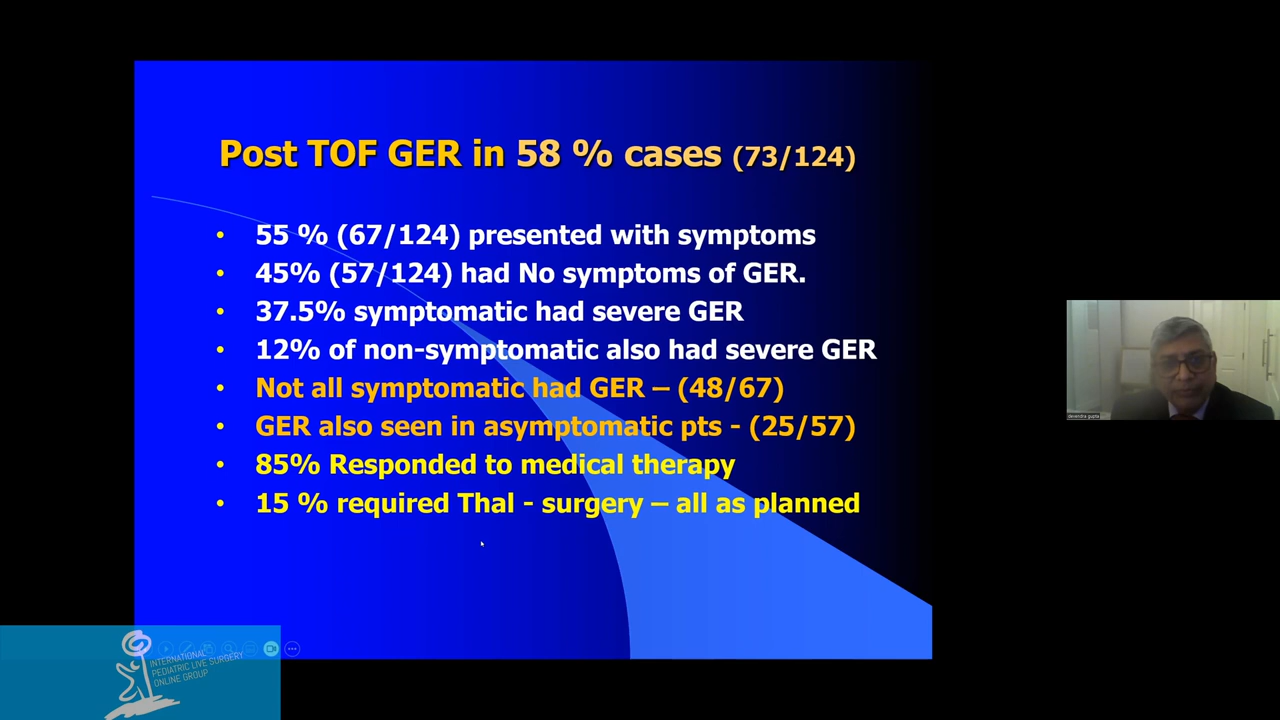 Post TOF GER in 58 % cases (73/124)
• 55 % (67/124) presented with symptoms
• 45% (57/124) had No symptoms of GER.
• 37.5% symptomatic had severe GER
• 12% of non-symptomatic also had severe GER
• Not all symptomatic had GER – (48/67)
• GER also seen in asymptomatic pts - (25/57)
• 85% Responded to medical therapy
• 15 % required Thal - surgery – all as planned
devendra gupta
INTERNATIONAL
PEDIATRIC LIVE SURGERY
ONLINE GROUP